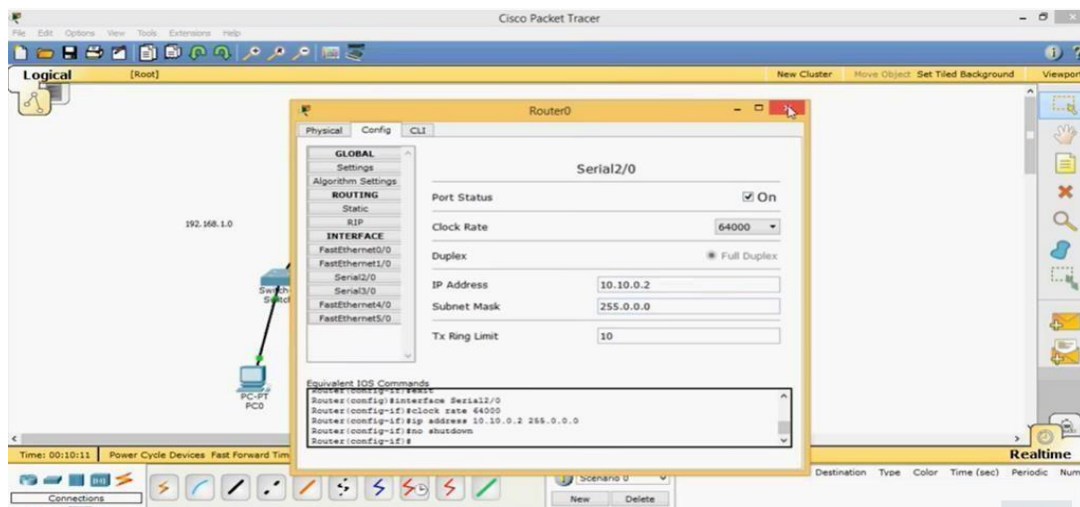 Cisco Packet Tracer
File Edit Options View Tools Extensions Help
Logical [Root] New Cluster Move Object Set Tiled Background Viewpor
Router0
Physical Config CLI
GLOBAL
Settings
Algorithm Settings
ROUTING
Static
RIP
INTERFACE
FastEthernet0/0
FastEthernet1/0
Serial2/0
Serial3/0
FastEthernet4/0
FastEthernet5/0
Serial2/0
Port Status On
Clock Rate 64000
Duplex Full Duplex
IP Address 10.10.0.2
Subnet Mask 255.0.0.0
Tx Ring Limit 10
Equivalent IOS Commands
Router(config-if)#exit
Router(config)#interface Serial2/0
Router(config-if)#clock rate 64000
Router(config-if)#ip address 10.10.0.2 255.0.0.0
Router(config-if)#no shutdown
Router(config-if)#
192.168.1.0
Switch
PC-PT
PC0
Time: 00:10:11 Power Cycle Devices Fast Forward Tim
Realtime
Connections
Scenario 0
New Delete
Destination Type Color Time (sec) Periodic Num